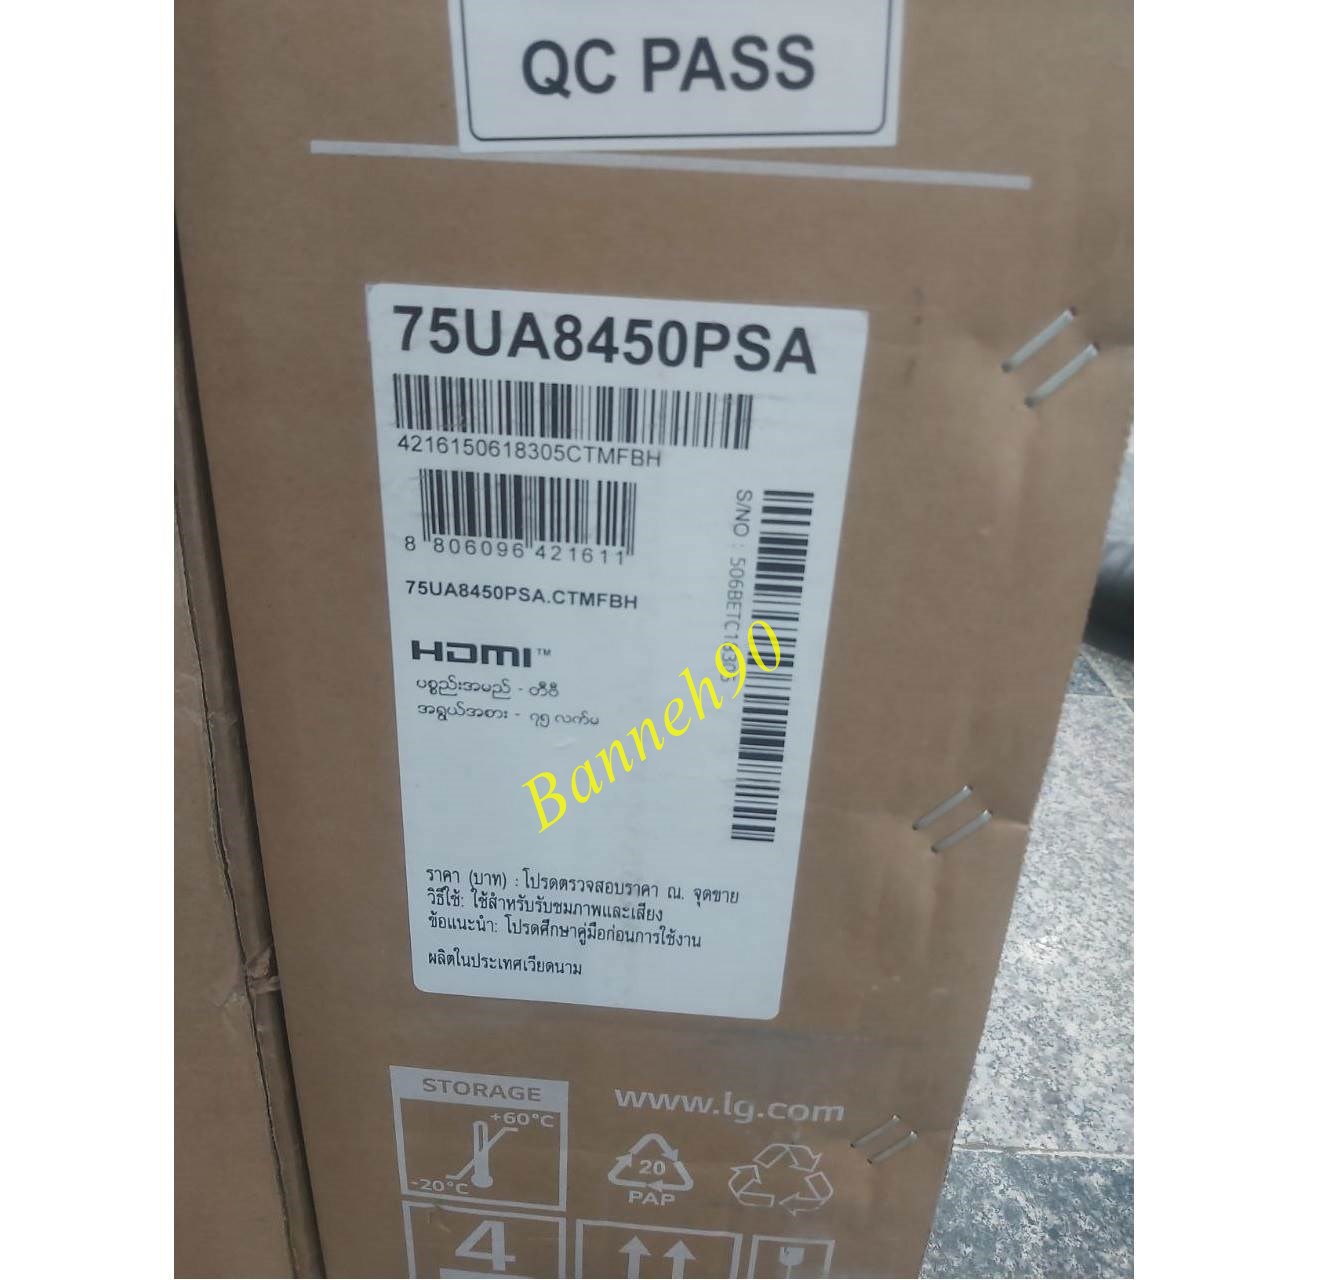 QC PASS
75UA8450PSA
4216150618305CTMFBH
8 806096 421611
75UA8450PSA.CTMFBH
S/NO :
HDMI™
ပစ္စည်းအမည် - တီဗီ
အရွယ်အစား - ၇၅ လက်မ
Banneh90
ราคา (บาท) : โปรดตรวจสอบราคา ณ. จุดขาย
วิธีใช้: ใช้สำหรับรับชมภาพและเสียง
ข้อแนะนำ: โปรดศึกษาคู่มือก่อนการใช้งาน
ผลิตในประเทศเวียดนาม
STORAGE
+60°C
-20°C
www.lg.com
20
PAP
4